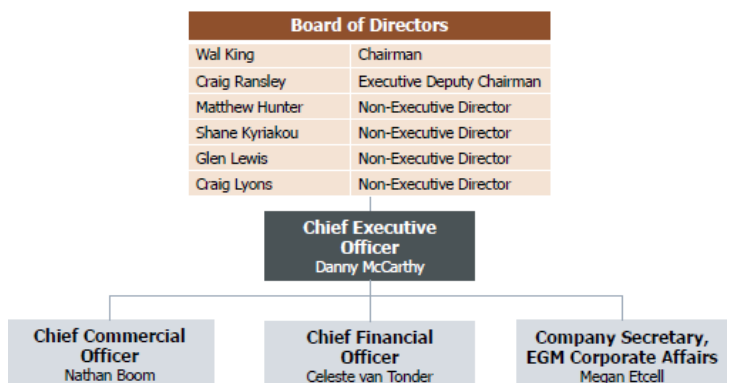 Board of Directors
Wal King Chairman
Craig Ransley Executive Deputy Chairman
Matthew Hunter Non-Executive Director
Shane Kyriakou Non-Executive Director
Glen Lewis Non-Executive Director
Craig Lyons Non-Executive Director
Chief Executive
Officer
Danny McCarthy
Chief Commercial
Officer
Nathan Boom
Chief Financial
Officer
Celeste van Tonder
Company Secretary,
EGM Corporate Affairs
Megan Etcell